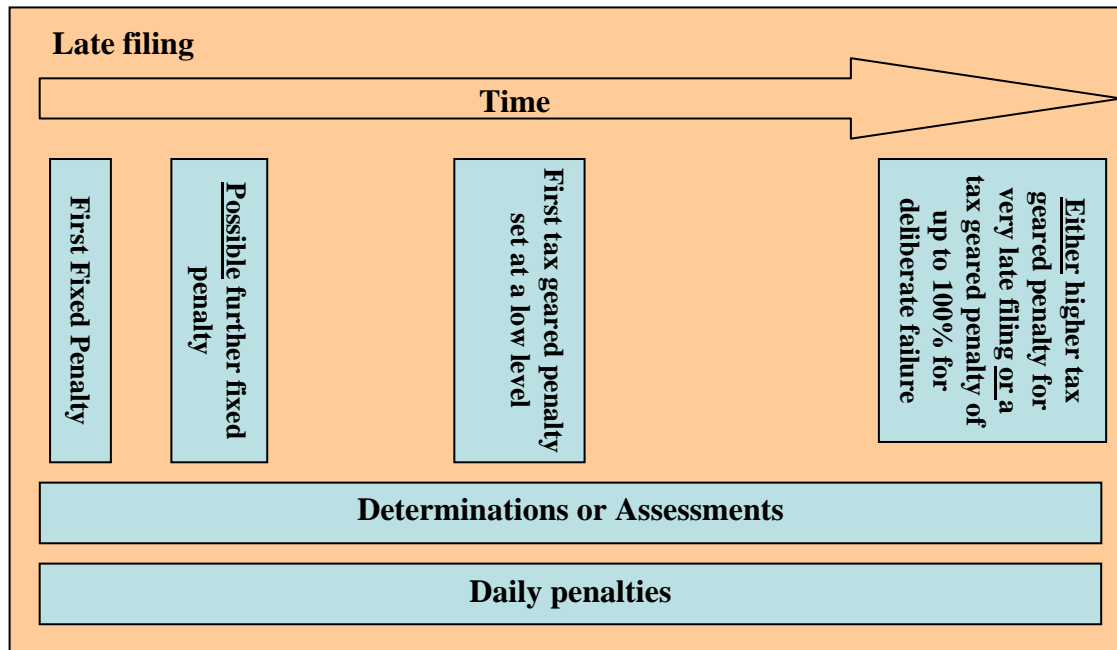 Late filing
Time
First Fixed Penalty
Possible further fixed
penalty
First tax geared penalty
set at a low level
Either higher tax
geared penalty for
very late filing or a
tax geared penalty of
up to 100% for
deliberate failure
Determinations or Assessments
Daily penalties